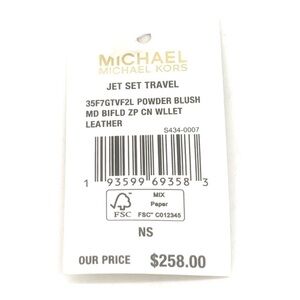 MICHAEL
MICHAEL KORS
JET SET TRAVEL
35F7GTVF2L POWDER BLUSH
MD BIFLD ZP CN WLLET
LEATHER
S434-0007
1 93599 69358 3
FSC
MIX
Paper
FSC® C012345
NS
OUR PRICE $258.00